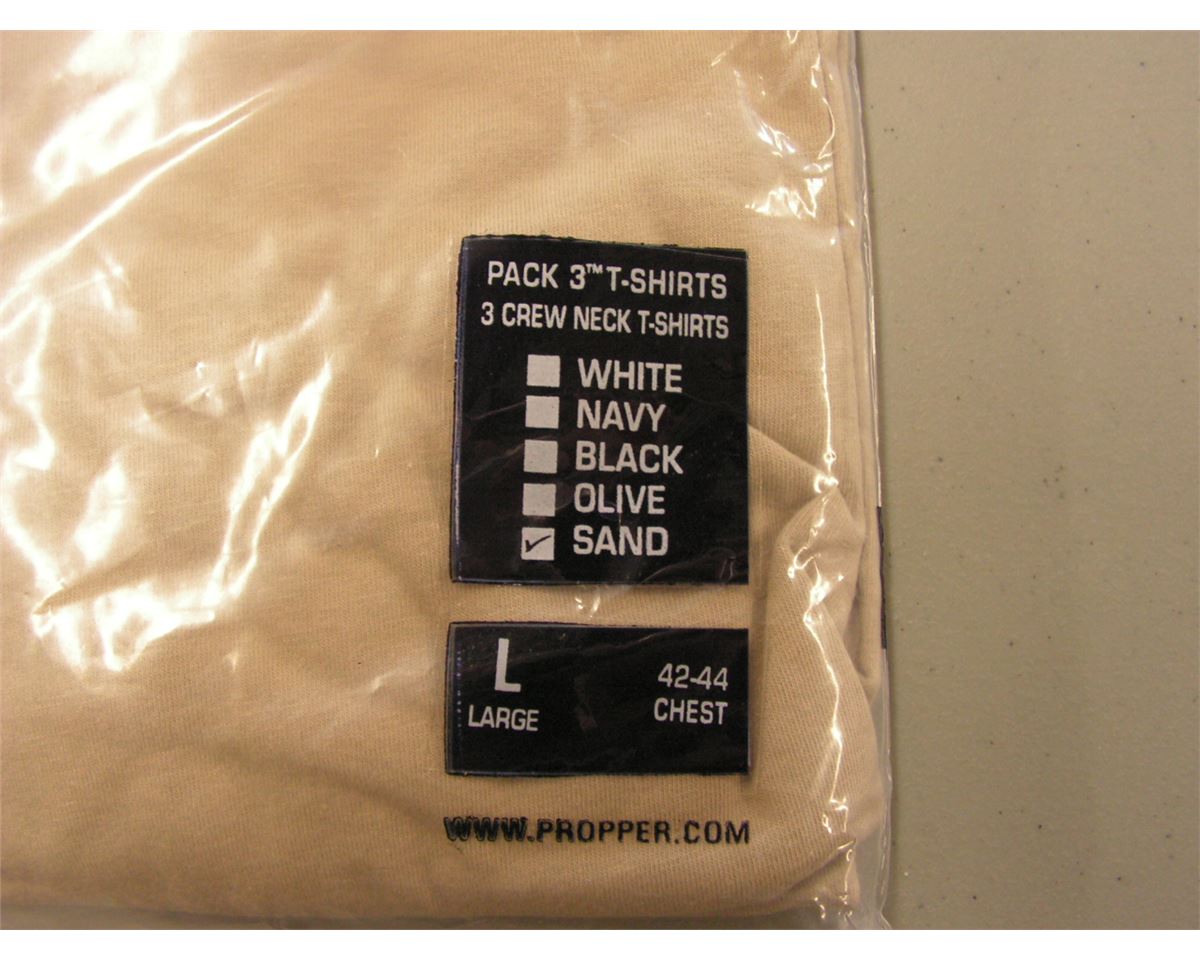 PACK 3™ T-SHIRTS
3 CREW NECK T-SHIRTS
WHITE
NAVY
BLACK
OLIVE
SAND
L
LARGE
42-44
CHEST
WWW.PROPPER.COM